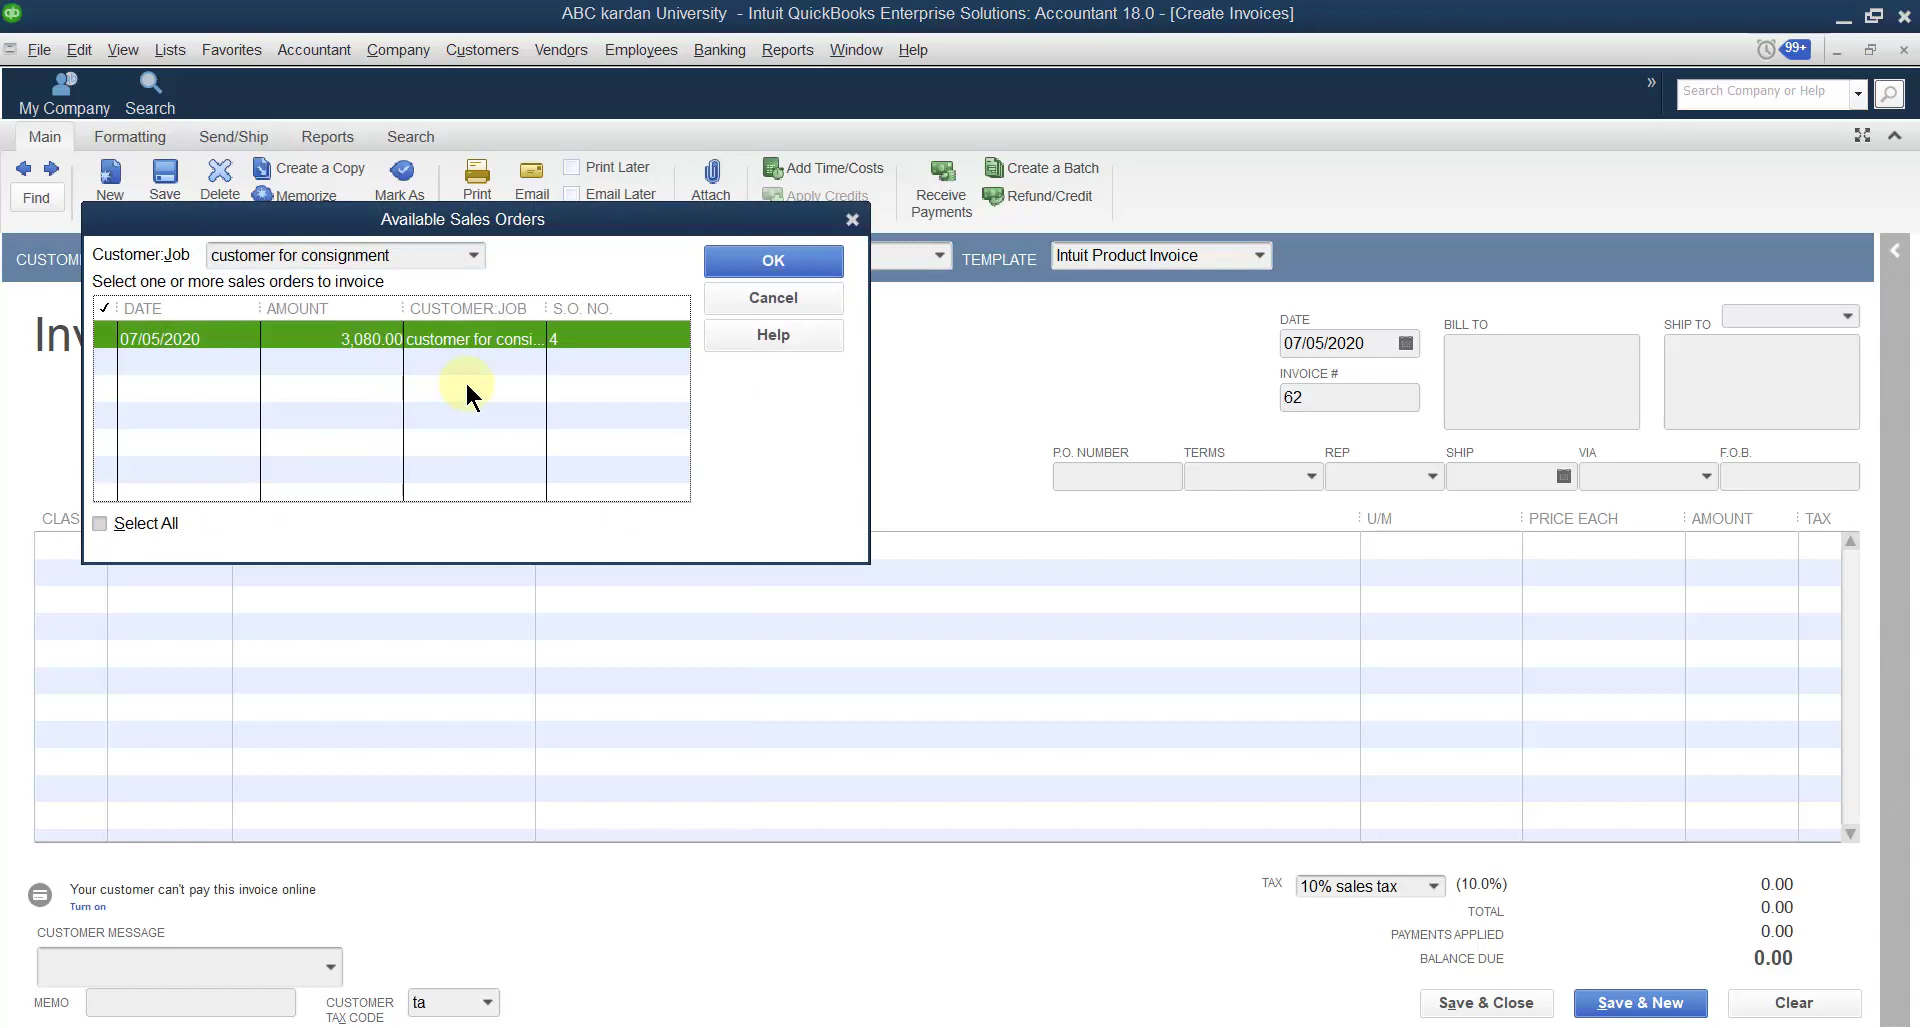 ABC kardan University - Intuit QuickBooks Enterprise Solutions: Accountant 18.0 - [Create Invoices]
File Edit View Lists Favorites Accountant Company Customers Vendors Employees Banking Reports Window Help
99+
My Company Search
» Search Company or Help
Main Formatting Send/Ship Reports Search
Find New Save Delete Create a Copy Memorize Mark As Print Email Print Later Email Later Attach Add Time/Costs Apply Credits Receive Payments Create a Batch Refund/Credit
CUSTOM TEMPLATE Intuit Product Invoice
Available Sales Orders
Customer:Job customer for consignment
Select one or more sales orders to invoice
DATE AMOUNT CUSTOMER:JOB S.O. NO.
07/05/2020 3,080.00 customer for consi... 4
Select All
OK
Cancel
Help
Inv
DATE
07/05/2020
INVOICE #
62
BILL TO
SHIP TO
P.O. NUMBER TERMS REP SHIP VIA F.O.B.
CLAS U/M PRICE EACH AMOUNT TAX
Your customer can't pay this invoice online
Turn on
CUSTOMER MESSAGE
MEMO
CUSTOMER TAX CODE ta
TAX 10% sales tax (10.0%) 0.00
TOTAL 0.00
PAYMENTS APPLIED 0.00
BALANCE DUE 0.00
Save & Close Save & New Clear